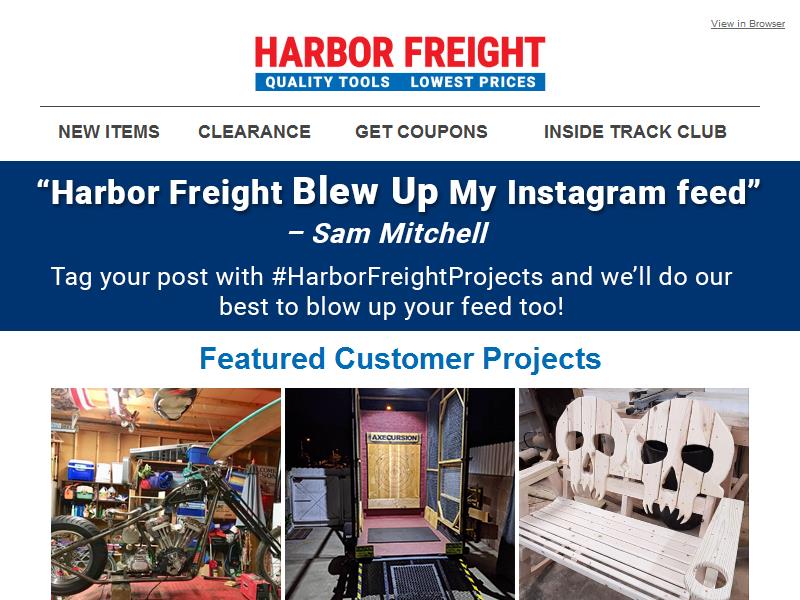 View in Browser
HARBOR FREIGHT
QUALITY TOOLS LOWEST PRICES
NEW ITEMS CLEARANCE GET COUPONS INSIDE TRACK CLUB
“Harbor Freight Blew Up My Instagram feed”
– Sam Mitchell
Tag your post with #HarborFreightProjects and we’ll do our
best to blow up your feed too!
Featured Customer Projects
AXECURSION